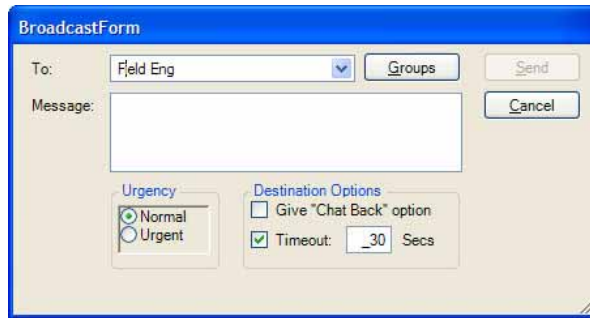 BroadcastForm
To: Field Eng Groups Send
Message: Cancel
Urgency Destination Options
Normal Give "Chat Back" option
Urgent Timeout: _30 Secs